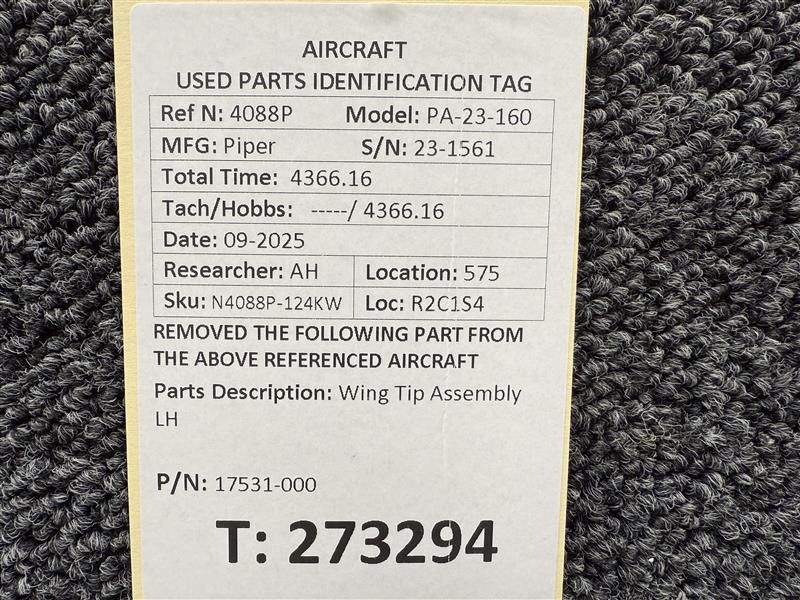 AIRCRAFT
USED PARTS IDENTIFICATION TAG
Ref N: 4088P Model: PA-23-160
MFG: Piper S/N: 23-1561
Total Time: 4366.16
Tach/Hobbs: -----/ 4366.16
Date: 09-2025
Researcher: AH Location: 575
Sku: N4088P-124KW Loc: R2C1S4
REMOVED THE FOLLOWING PART FROM
THE ABOVE REFERENCED AIRCRAFT
Parts Description: Wing Tip Assembly
LH
P/N: 17531-000
T: 273294